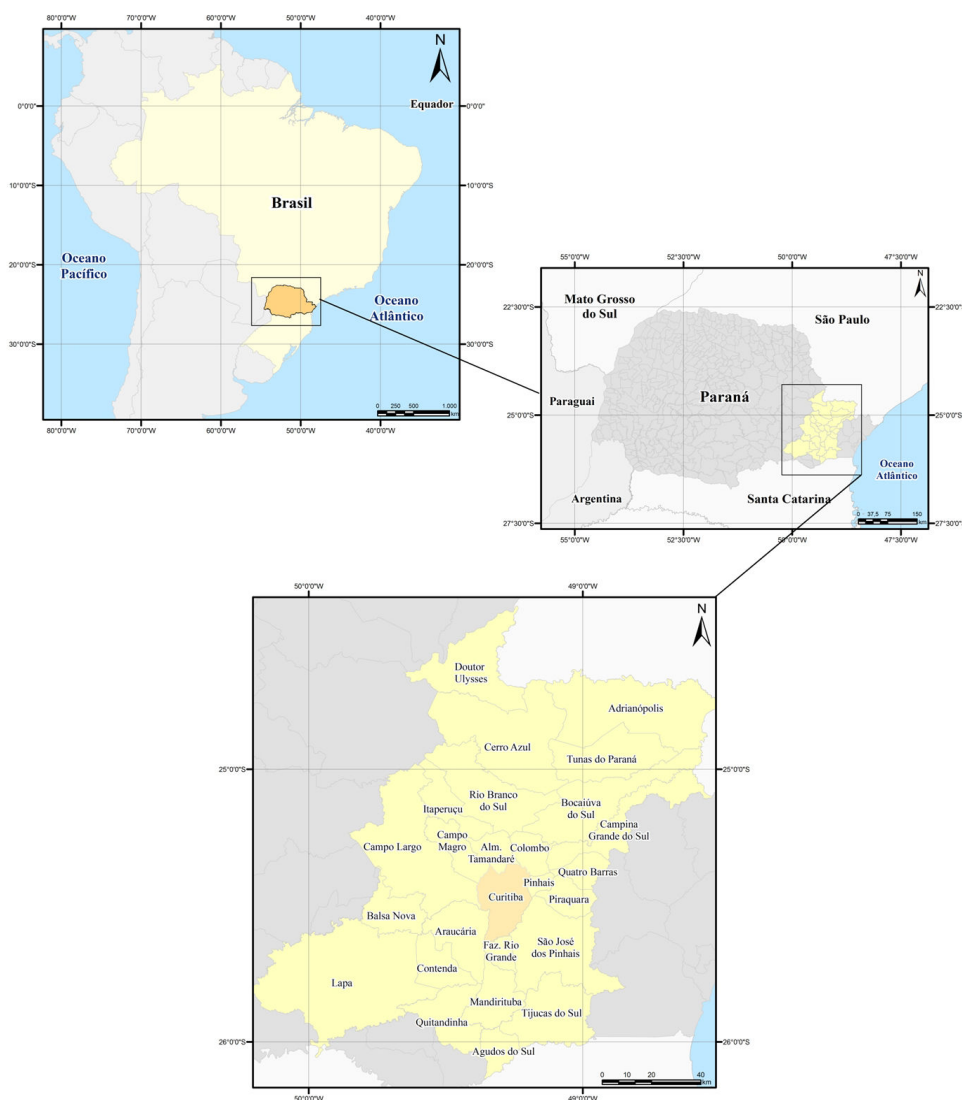 80°0'0"W 70°0'0"W 60°0'0"W 50°0'0"W 40°0'0"W
N
Equador
0°0'0" 0°0'0"
10°0'0"S 10°0'0"S
Brasil
20°0'0"S 20°0'0"S
Oceano
Pacífico
Oceano
Atlântico
30°0'0"S 30°0'0"S
0 250 500 1.000
km
80°0'0"W 70°0'0"W 60°0'0"W 50°0'0"W 40°0'0"W
55°0'0"W 52°30'0"W 50°0'0"W 47°30'0"W
N
Mato Grosso
do Sul
22°30'0"S 22°30'0"S
São Paulo
Paraná
Paraguai
25°0'0"S 25°0'0"S
Oceano
Atlântico
Argentina
Santa Catarina
0 37,5 75 150
km
27°30'0"S 27°30'0"S
55°0'0"W 52°30'0"W 50°0'0"W 47°30'0"W
50°0'0"W 49°0'0"W
N
Doutor
Ulysses
Adrianópolis
Cerro Azul
Tunas do Paraná
25°0'0"S 25°0'0"S
Rio Branco
do Sul
Itaperuçu
Bocaiúva
do Sul
Campina
Grande do Sul
Campo
Magro
Campo Largo
Alm.
Tamandaré
Colombo
Quatro Barras
Pinhais
Curitiba
Piraquara
Balsa Nova
Araucária
Faz. Rio
Grande
São José
dos Pinhais
Contenda
Lapa
Mandirituba
Tijucas do Sul
Quitandinha
26°0'0"S 26°0'0"S
Agudos do Sul
0 10 20 40
km
50°0'0"W 49°0'0"W